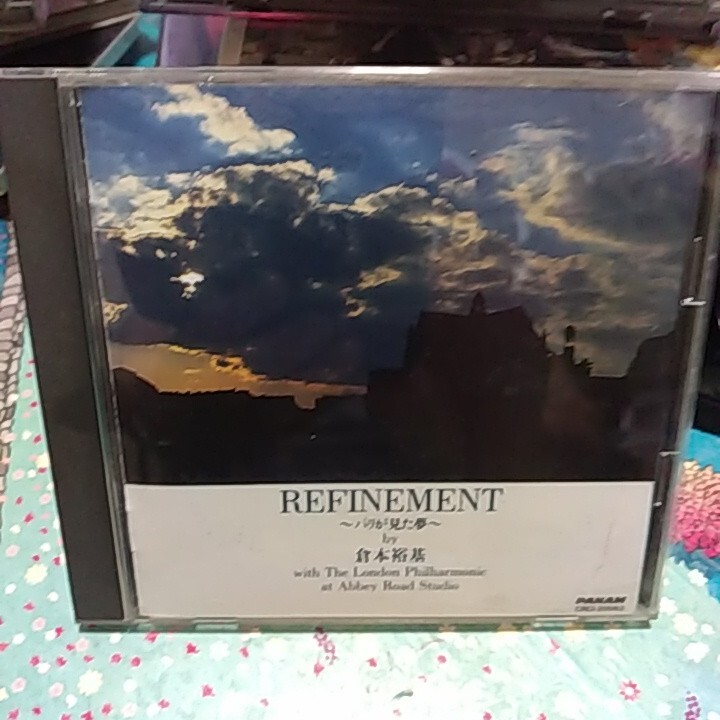 REFINEMENT
～パリが見た夢～
by
倉本裕基
with The London Philharmonic
at Abbey Road Studio
PANAM